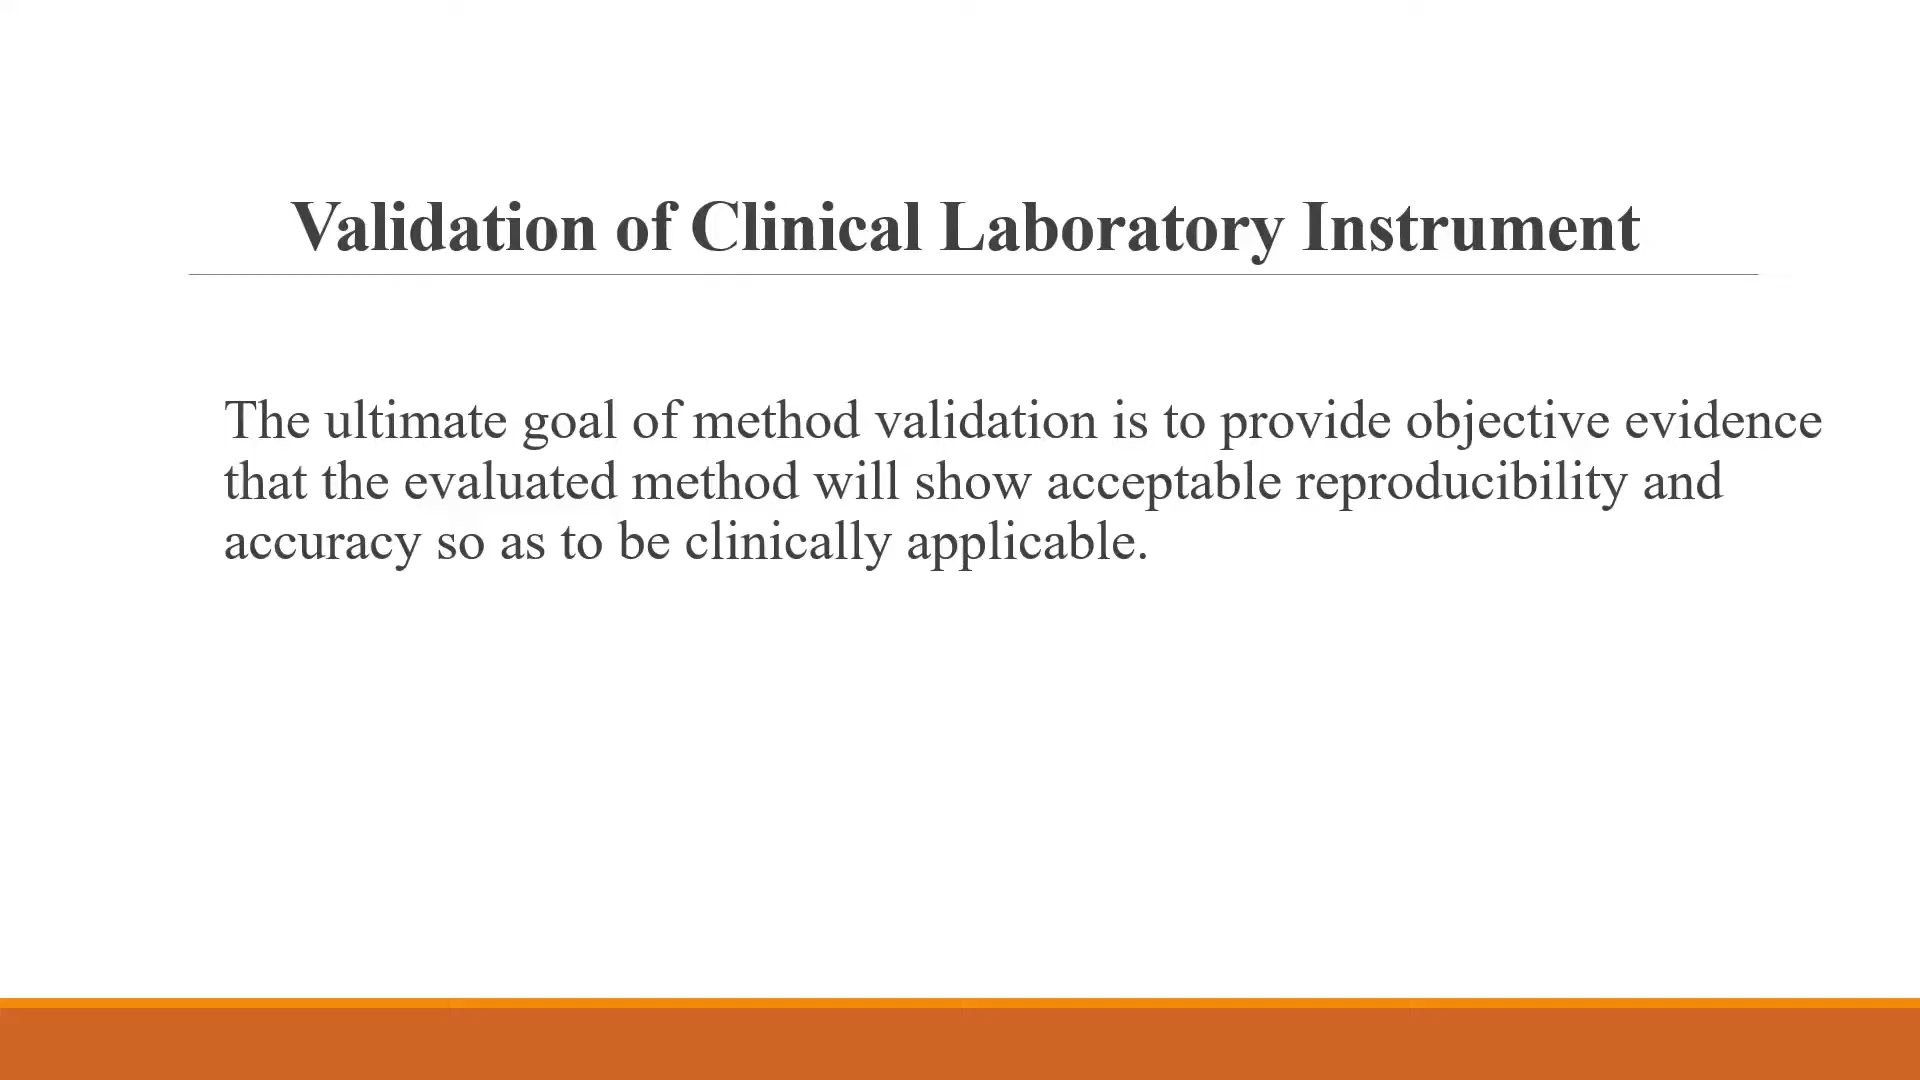 Validation of Clinical Laboratory Instrument
The ultimate goal of method validation is to provide objective evidence
that the evaluated method will show acceptable reproducibility and
accuracy so as to be clinically applicable.